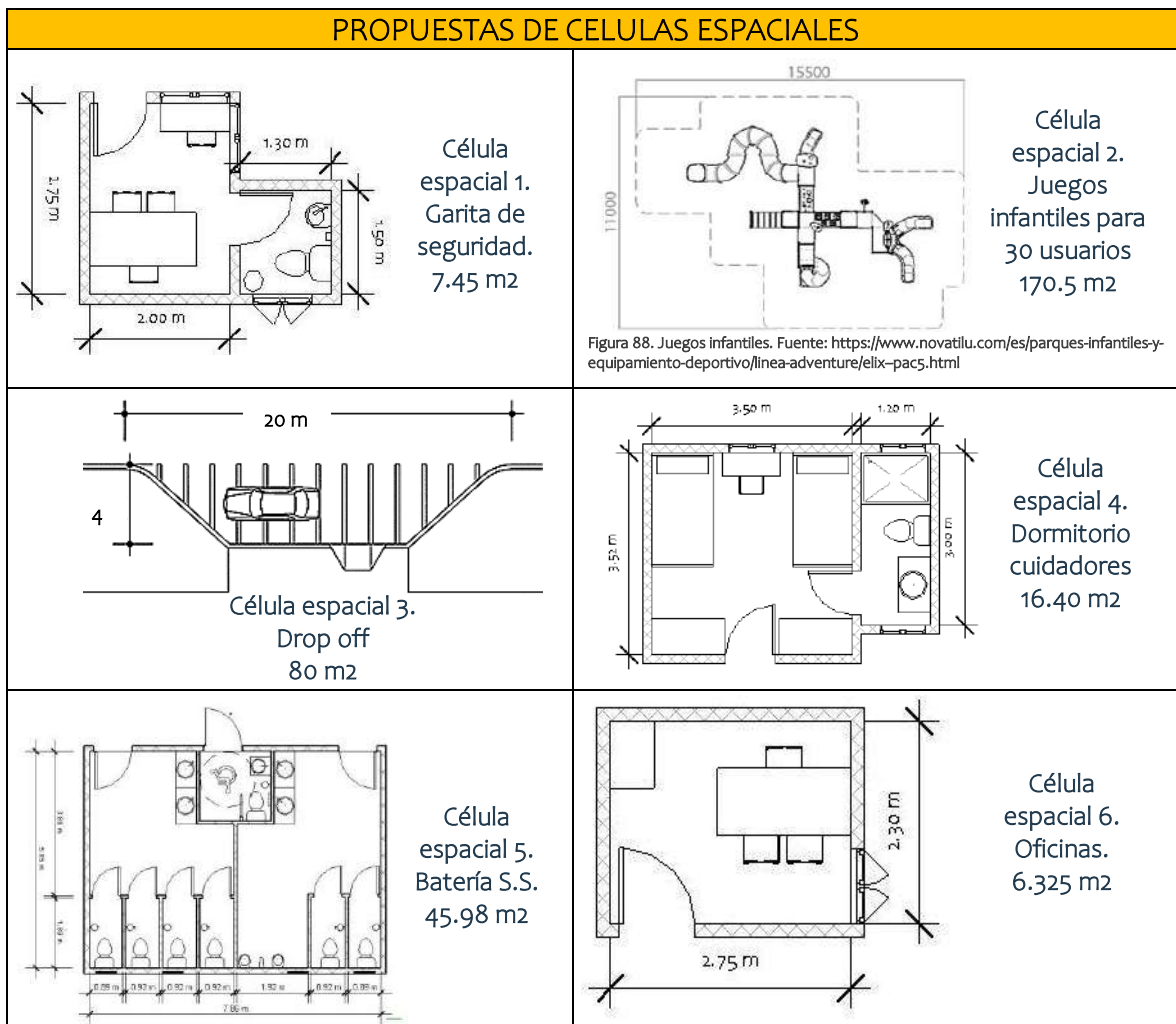 PROPUESTAS DE CELULAS ESPACIALES
1.30 m
2.75 m
1.50 m
2.00 m
Célula
espacial 1.
Garita de
seguridad.
7.45 m2
15500
11000
Célula
espacial 2.
Juegos
infantiles para
30 usuarios
170.5 m2
Figura 88. Juegos infantiles. Fuente: https://www.novatilu.com/es/parques-infantiles-y-
equipamiento-deportivo/linea-adventure/elix–pac5.html
20 m
4
Célula espacial 3.
Drop off
80 m2
3.50 m
1.20 m
3.52 m
3.00 m
Célula
espacial 4.
Dormitorio
cuidadores
16.40 m2
0.92 m
0.92 m
0.92 m
1.92 m
0.92 m
Célula
espacial 5.
Batería S.S.
45.98 m2
2.30 m
2.75 m
Célula
espacial 6.
Oficinas.
6.325 m2